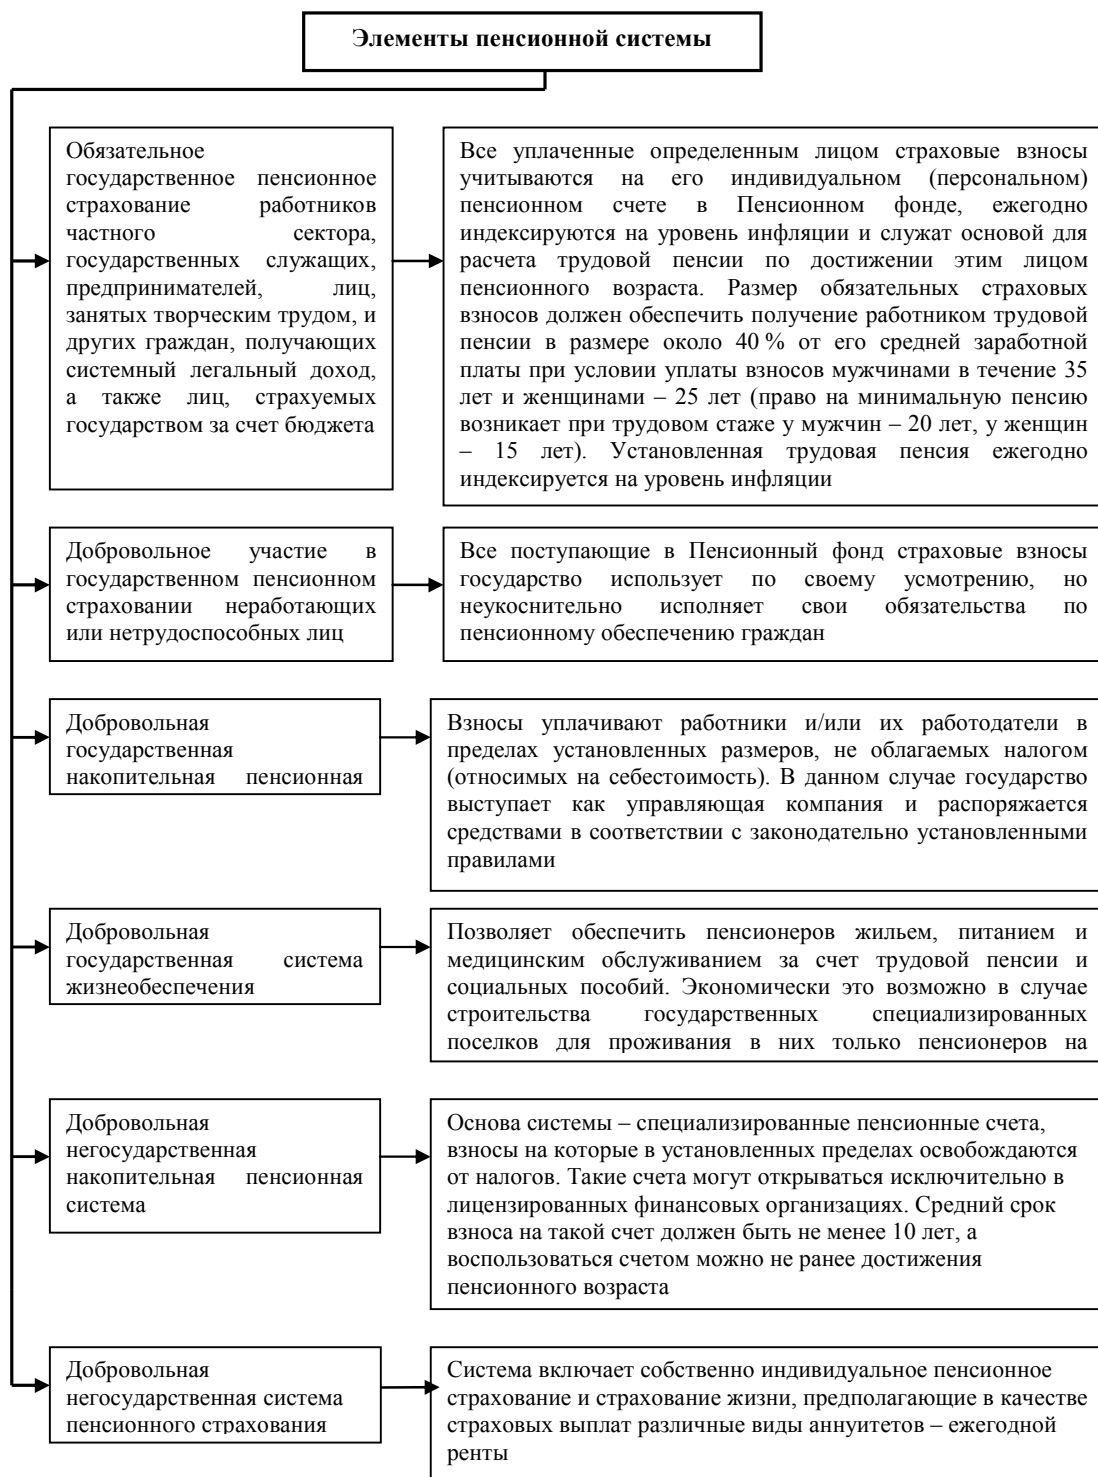 Элементы пенсионной системы
Обязательное
государственное пенсионное
страхование работников
частного сектора,
государственных служащих,
предпринимателей, лиц,
занятых творческим трудом, и
других граждан, получающих
системный легальный доход,
а также лиц, страхуемых
государством за счет бюджета
Все уплаченные определенным лицом страховые взносы
учитываются на его индивидуальном (персональном)
пенсионном счете в Пенсионном фонде, ежегодно
индексируются на уровень инфляции и служат основой для
расчета трудовой пенсии по достижении этим лицом
пенсионного возраста. Размер обязательных страховых
взносов должен обеспечить получение работником трудовой
пенсии в размере около 40 % от его средней заработной
платы при условии уплаты взносов мужчинами в течение 35
лет и женщинами – 25 лет (право на минимальную пенсию
возникает при трудовом стаже у мужчин – 20 лет, у женщин
– 15 лет). Установленная трудовая пенсия ежегодно
индексируется на уровень инфляции
Добровольное участие в
государственном пенсионном
страховании неработающих
или нетрудоспособных лиц
Все поступающие в Пенсионный фонд страховые взносы
государство использует по своему усмотрению, но
неукоснительно исполняет свои обязательства по
пенсионному обеспечению граждан
Добровольная
государственная
накопительная пенсионная
Взносы уплачивают работники и/или их работодатели в
пределах установленных размеров, не облагаемых налогом
(относимых на себестоимость). В данном случае государство
выступает как управляющая компания и распоряжается
средствами в соответствии с законодательно установленными
правилами
Добровольная
государственная система
жизнеобеспечения
Позволяет обеспечить пенсионеров жильем, питанием и
медицинским обслуживанием за счет трудовой пенсии и
социальных пособий. Экономически это возможно в случае
строительства государственных специализированных
поселков для проживания в них только пенсионеров на
Добровольная
негосударственная
накопительная пенсионная
система
Основа системы – специализированные пенсионные счета,
взносы на которые в установленных пределах освобождаются
от налогов. Такие счета могут открываться исключительно в
лицензированных финансовых организациях. Средний срок
взноса на такой счет должен быть не менее 10 лет, а
воспользоваться счетом можно не ранее достижения
пенсионного возраста
Добровольная
негосударственная система
пенсионного страхования
Система включает собственно индивидуальное пенсионное
страхование и страхование жизни, предполагающие в качестве
страховых выплат различные виды аннуитетов – ежегодной
ренты